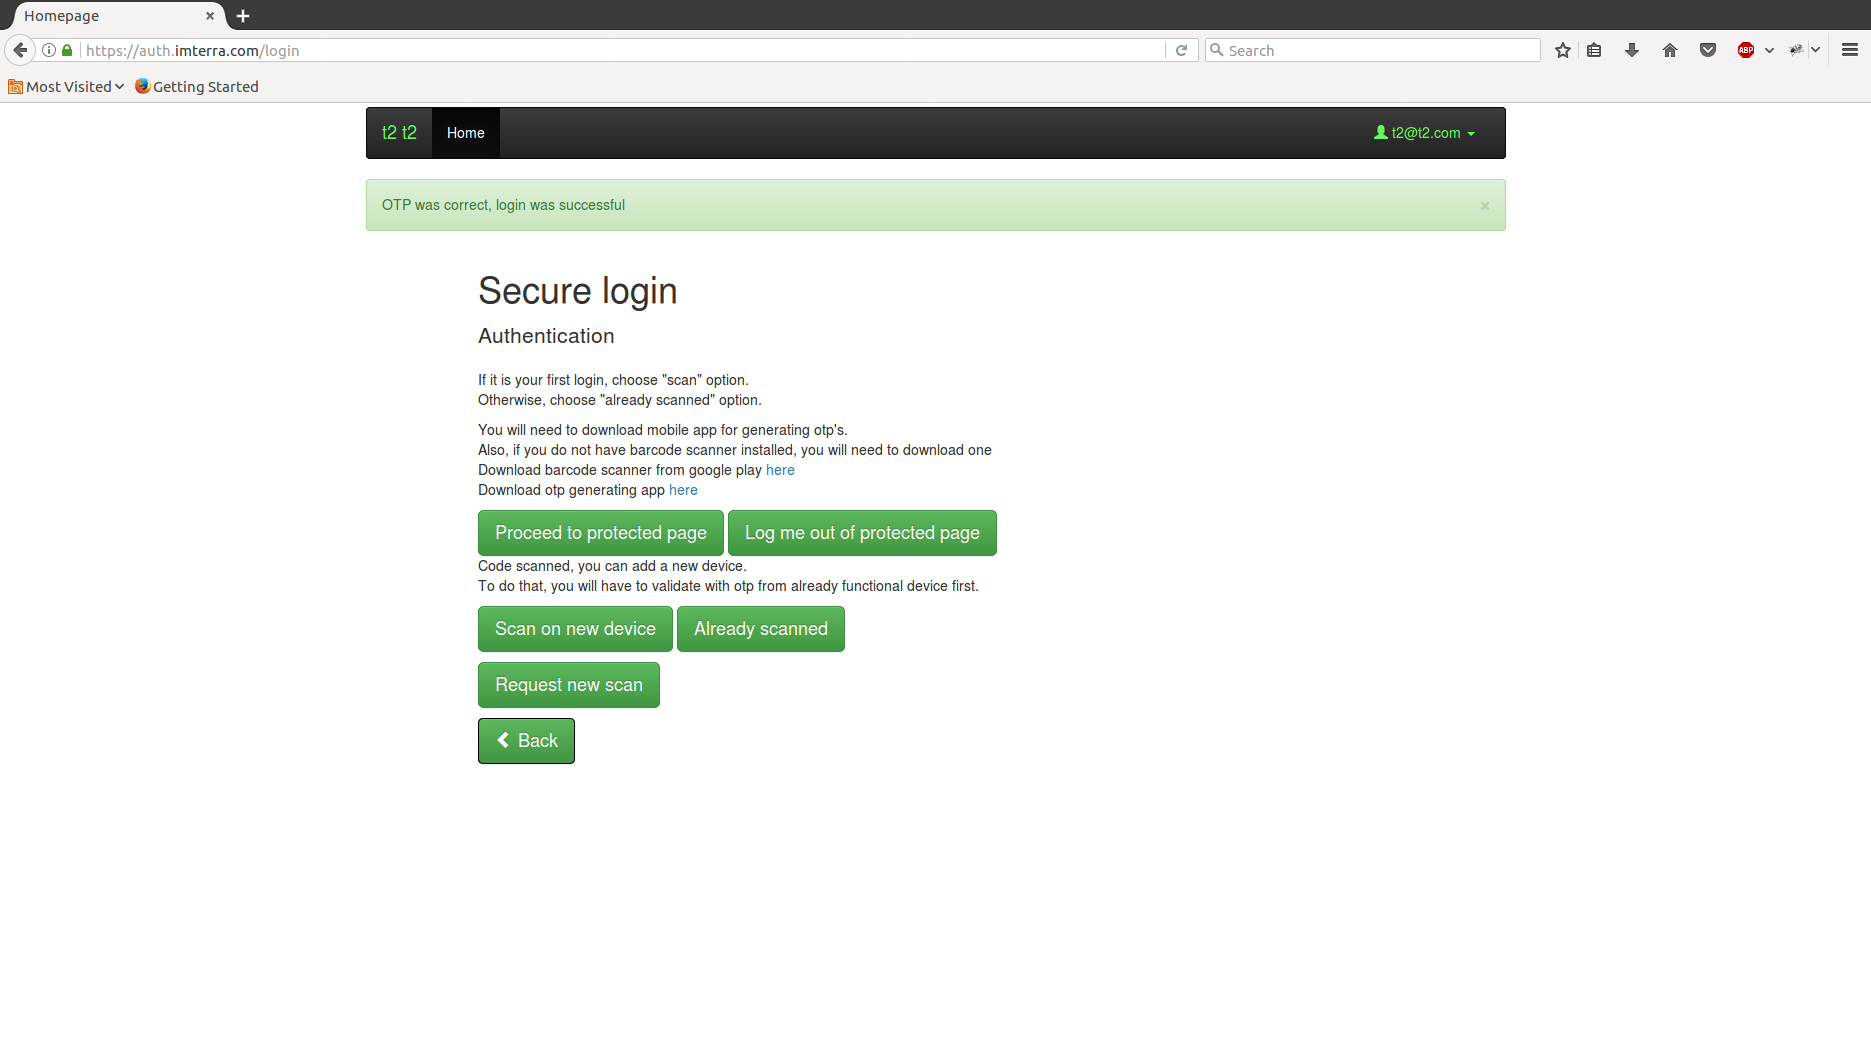 Homepage
https://auth.imterra.com/login
Search
ABP
Most Visited
Getting Started
t2 t2
Home
t2@t2.com
OTP was correct, login was successful
×
Secure login
Authentication
If it is your first login, choose "scan" option.
Otherwise, choose "already scanned" option.
You will need to download mobile app for generating otp's.
Also, if you do not have barcode scanner installed, you will need to download one
Download barcode scanner from google play here
Download otp generating app here
Proceed to protected page
Log me out of protected page
Code scanned, you can add a new device.
To do that, you will have to validate with otp from already functional device first.
Scan on new device
Already scanned
Request new scan
Back